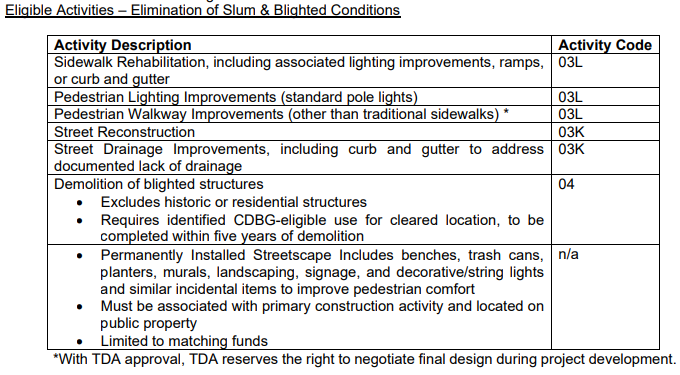 Eligible Activities – Elimination of Slum & Blighted Conditions
Activity Description Activity Code
Sidewalk Rehabilitation, including associated lighting improvements, ramps, 03L
or curb and gutter
Pedestrian Lighting Improvements (standard pole lights) 03L
Pedestrian Walkway Improvements (other than traditional sidewalks) * 03L
Street Reconstruction 03K
Street Drainage Improvements, including curb and gutter to address 03K
documented lack of drainage
Demolition of blighted structures 04
• Excludes historic or residential structures
• Requires identified CDBG-eligible use for cleared location, to be
completed within five years of demolition
• Permanently Installed Streetscape Includes benches, trash cans, n/a
planters, murals, landscaping, signage, and decorative/string lights
and similar incidental items to improve pedestrian comfort
• Must be associated with primary construction activity and located on
public property
• Limited to matching funds
*With TDA approval, TDA reserves the right to negotiate final design during project development.